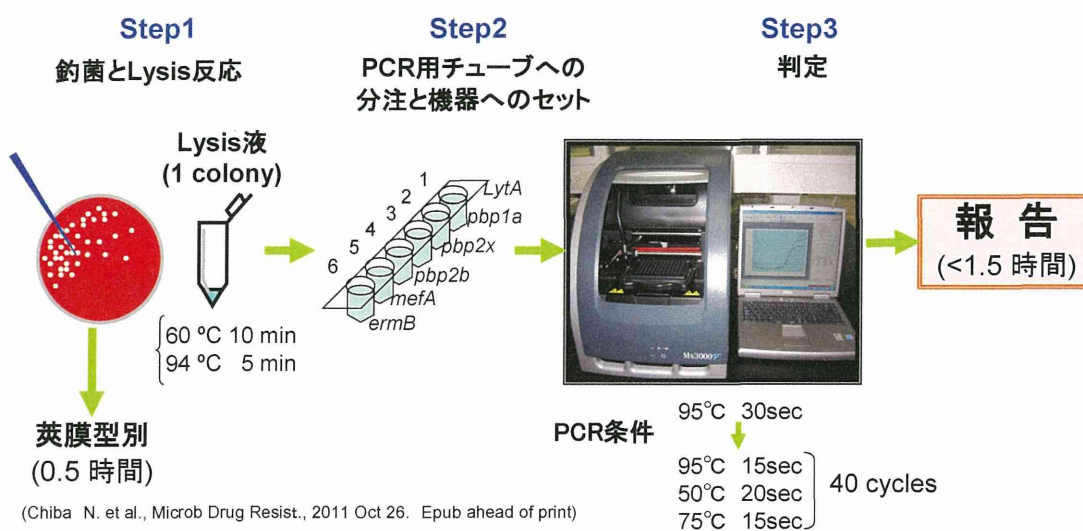 Step1
釣菌とLysis反応
Lysis液
(1 colony)
60 ºC 10 min
94 ºC 5 min
莢膜型別
(0.5 時間)
Step2
PCR用チューブへの
分注と機器へのセット
1
2
3
4
5
6
LytA
pbp1a
pbp2x
pbp2b
mefA
ermB
Step3
判定
Mx3000P
報 告
(<1.5 時間)
PCR条件
95℃ 30sec
95℃ 15sec
50℃ 20sec
75℃ 15sec
40 cycles
(Chiba N. et al., Microb Drug Resist., 2011 Oct 26. Epub ahead of print)